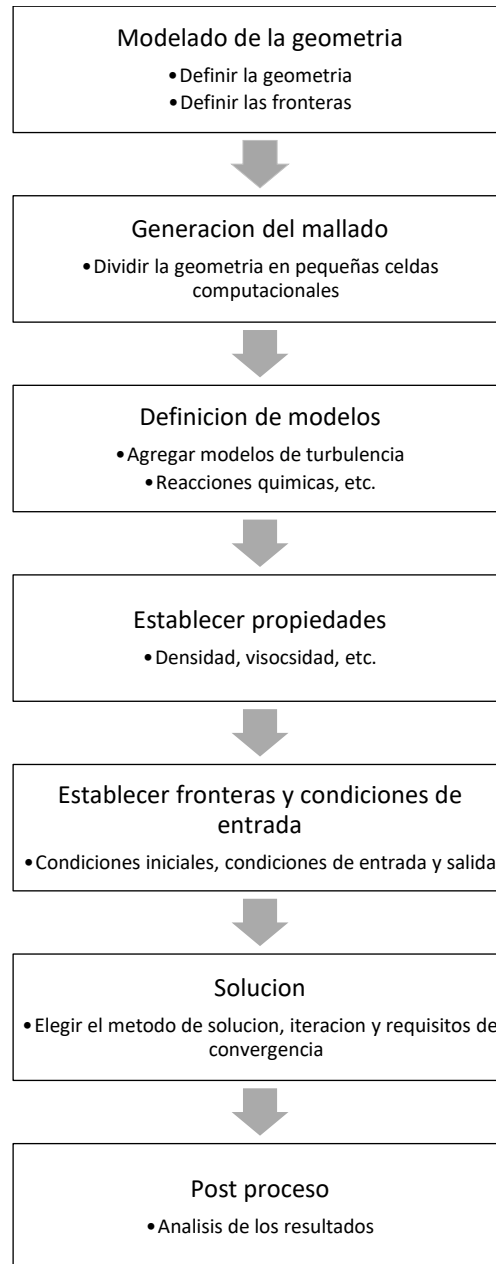 Modelado de la geometria
•Definir la geometria
•Definir las fronteras
Generacion del mallado
•Dividir la geometria en pequeñas celdas
computacionales
Definicion de modelos
•Agregar modelos de turbulencia
•Reacciones quimicas, etc.
Establecer propiedades
•Densidad, visocsidad, etc.
Establecer fronteras y condiciones de
entrada
•Condiciones iniciales, condiciones de entrada y salida
Solucion
•Elegir el metodo de solucion, iteracion y requisitos de
convergencia
Post proceso
•Analisis de los resultados